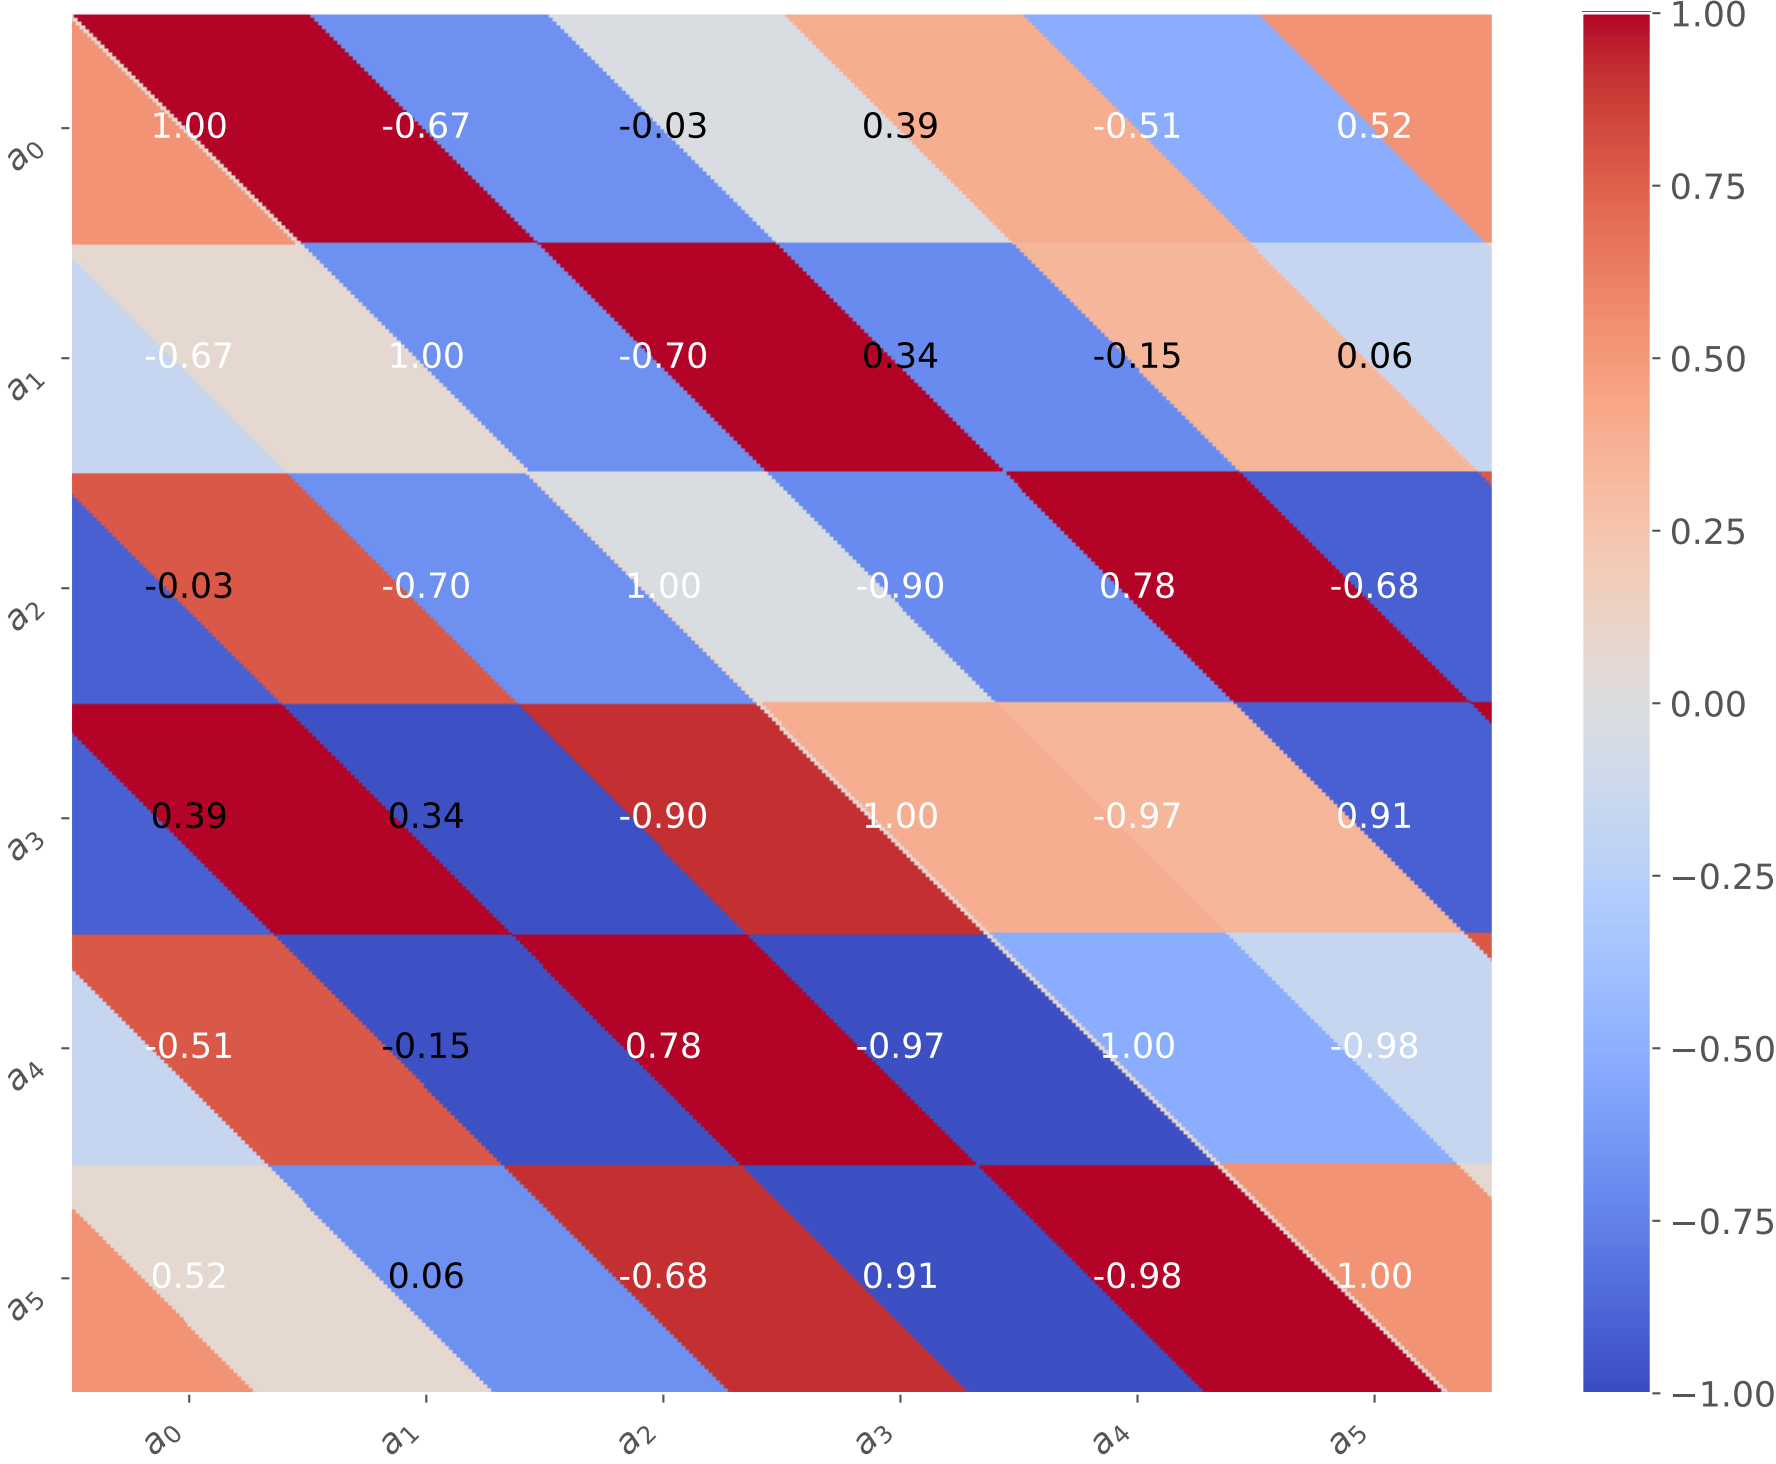 1.00
a0 1.00 -0.67 -0.03 0.39 -0.51 0.52
0.75
a1 -0.67 1.00 -0.70 0.34 -0.15 0.06
0.50
0.25
a2 -0.03 -0.70 1.00 -0.90 0.78 -0.68
0.00
a3 0.39 0.34 -0.90 1.00 -0.97 0.91
−0.25
a4 -0.51 -0.15 0.78 -0.97 1.00 -0.98
−0.50
−0.75
a5 0.52 0.06 -0.68 0.91 -0.98 1.00
−1.00
a0 a1 a2 a3 a4 a5